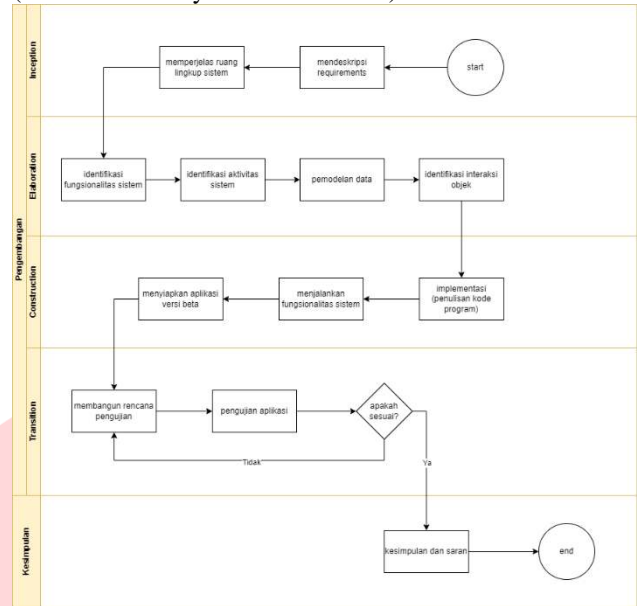 Pengembangan
Inception
memperjelas ruang
lingkup sistem
mendeskripsi
requirements
start
Elaboration
identifikasi
fungsionalitas sistem
identifikasi aktivitas
sistem
pemodelan data
identifikasi interaksi
objek
Construction
menyiapkan aplikasi
versi beta
menjalankan
fungsionalitas sistem
implementasi
(penulisan kode
program)
Transition
membangun rencana
pengujian
pengujian aplikasi
apakah
sesuai?
Tidak
Ya
Kesimpulan
kesimpulan dan saran
end